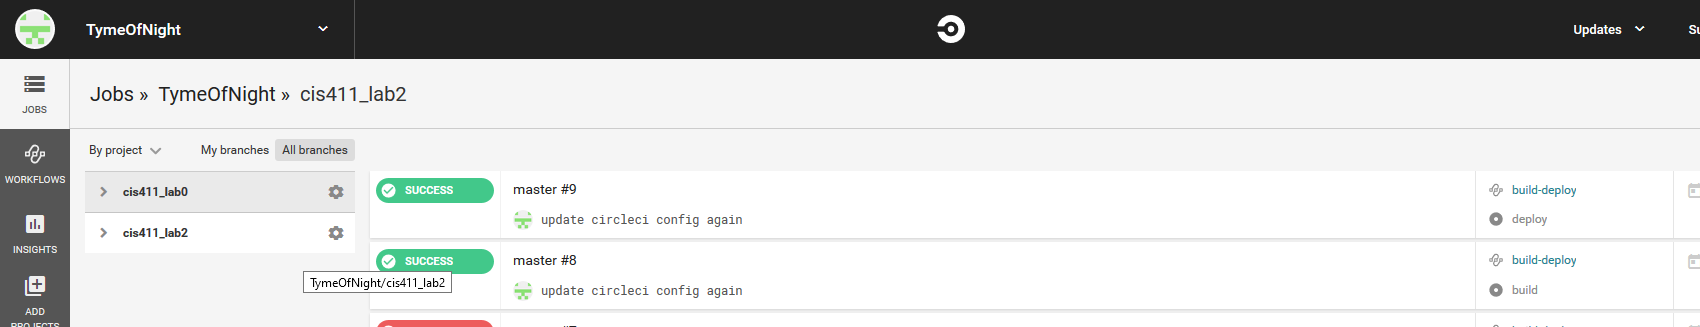 TymeOfNight
Updates
Jobs » TymeOfNight » cis411_lab2
JOBS
By project
My branches
All branches
WORKFLOWS
cis411_lab0
SUCCESS
master #9
build-deploy
update circleci config again
deploy
INSIGHTS
cis411_lab2
SUCCESS
master #8
build-deploy
TymeOfNight/cis411_lab2
update circleci config again
build
ADD
PROJECTS